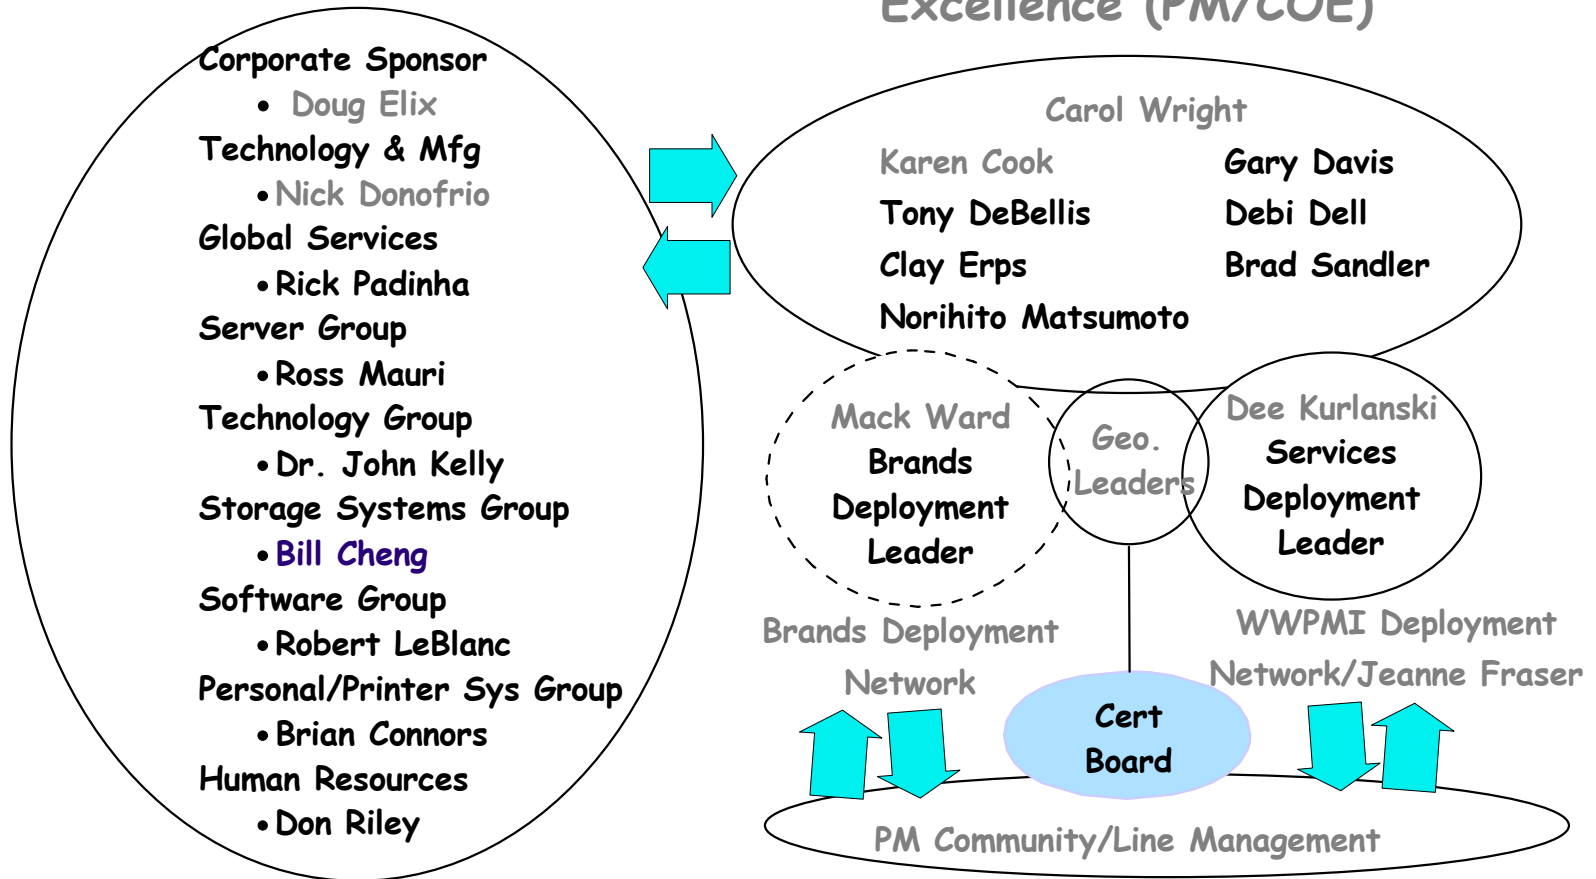 Excellence (PM/COE)
Corporate Sponsor
• Doug Elix
Technology & Mfg
• Nick Donofrio
Global Services
• Rick Padinha
Server Group
• Ross Mauri
Technology Group
• Dr. John Kelly
Storage Systems Group
• Bill Cheng
Software Group
• Robert LeBlanc
Personal/Printer Sys Group
• Brian Connors
Human Resources
• Don Riley
Carol Wright
Karen Cook
Tony DeBellis
Clay Erps
Norihito Matsumoto
Gary Davis
Debi Dell
Brad Sandler
Mack Ward
Brands
Deployment
Leader
Geo.
Leaders
Dee Kurlanski
Services
Deployment
Leader
Brands Deployment
Network
WWPMI Deployment
Network/Jeanne Fraser
Cert
Board
PM Community/Line Management